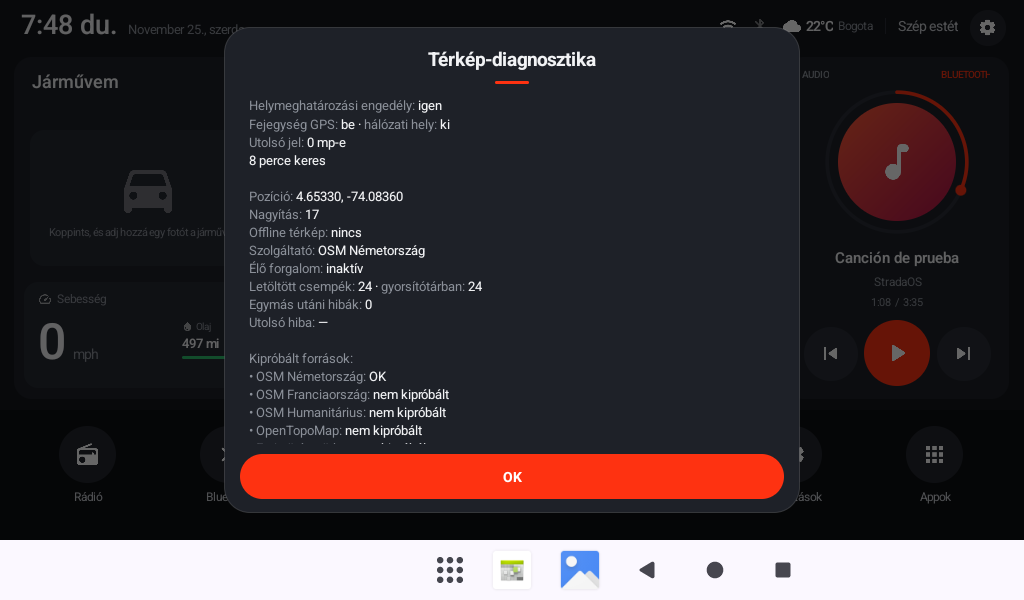 7:48 du.
November 25., szerda
22°C Bogota
Szép estét
Járművem
Koppints, és adj hozzá egy fotót a
Sebesség
0 mph
Olaj
497 mi
Térkép-diagnosztika
Helymeghatározási engedély: igen
Fejegység GPS: be · hálózati hely: ki
Utolsó jel: 0 mp-e
8 perce keres
Pozíció: 4.65330, -74.08360
Nagyítás: 17
Offline térkép: nincs
Szolgáltató: OSM Németország
Élő forgalom: inaktív
Letöltött csempék: 24 · gyorsítótárban: 24
Egymás utáni hibák: 0
Utolsó hiba: —
Kipróbált források:
• OSM Németország: OK
• OSM Franciaország: nem kipróbált
• OSM Humanitárius: nem kipróbált
• OpenTopoMap: nem kipróbált
OK
AUDIO
BLUETOOTH
Canción de prueba
StradaOS
1:08 / 3:35
Rádió
Appok